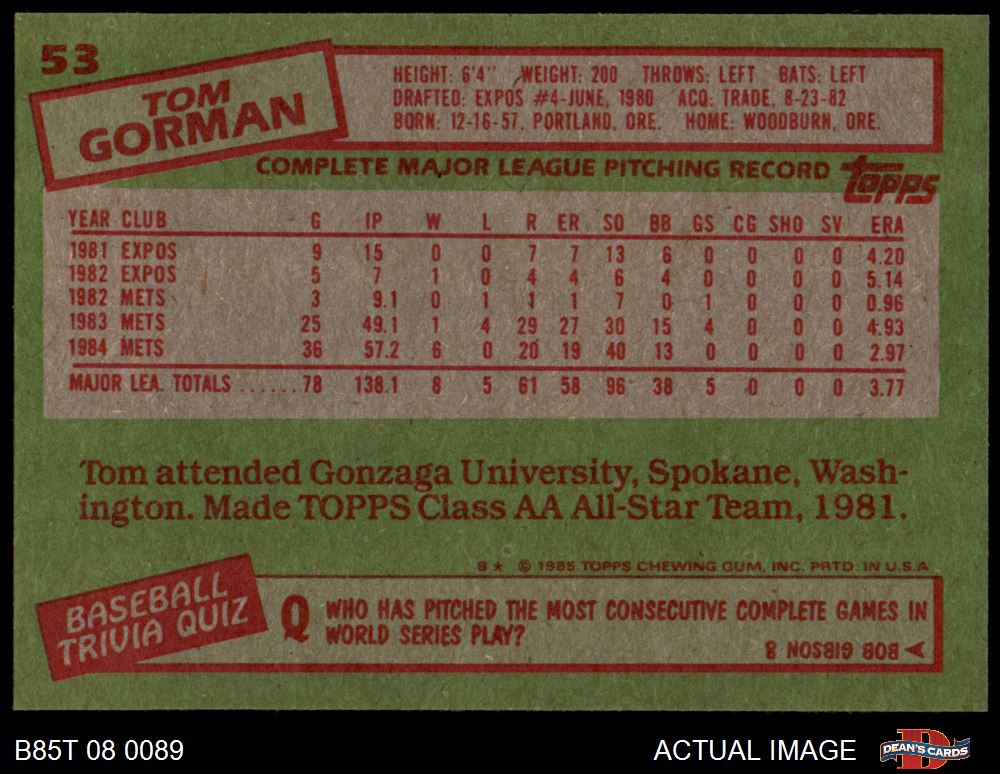 53
TOM
GORMAN
HEIGHT: 6'4" WEIGHT: 200 THROWS: LEFT BATS: LEFT
DRAFTED: EXPOS #4-JUNE, 1980 ACQ: TRADE, 8-23-82
BORN: 12-16-57, PORTLAND, ORE. HOME: WOODBURN, ORE.
COMPLETE MAJOR LEAGUE PITCHING RECORD
topps
YEAR CLUB G IP W L R ER SO BB GS CG SHO SV ERA
1981 EXPOS 9 15 0 0 7 7 13 6 0 0 0 0 4.20
1982 EXPOS 5 7 1 0 4 4 6 4 0 0 0 0 5.14
1982 METS 3 9.1 0 1 1 1 7 0 1 0 0 0 0.96
1983 METS 25 49.1 1 4 29 27 30 15 4 0 0 0 4.93
1984 METS 36 57.2 6 0 20 19 40 13 0 0 0 0 2.97
MAJOR LEA. TOTALS ......78 138.1 8 5 61 58 96 38 5 0 0 0 3.77
Tom attended Gonzaga University, Spokane, Wash-
ington. Made TOPPS Class AA All-Star Team, 1981.
B★ © 1985 TOPPS CHEWING GUM, INC. PRTD. IN U.S.A
BASEBALL
TRIVIA QUIZ
Q WHO HAS PITCHED THE MOST CONSECUTIVE COMPLETE GAMES IN
WORLD SERIES PLAY?
A BOB GIBSON 8
B85T 08 0089
ACTUAL IMAGE
DEAN'S CARDS